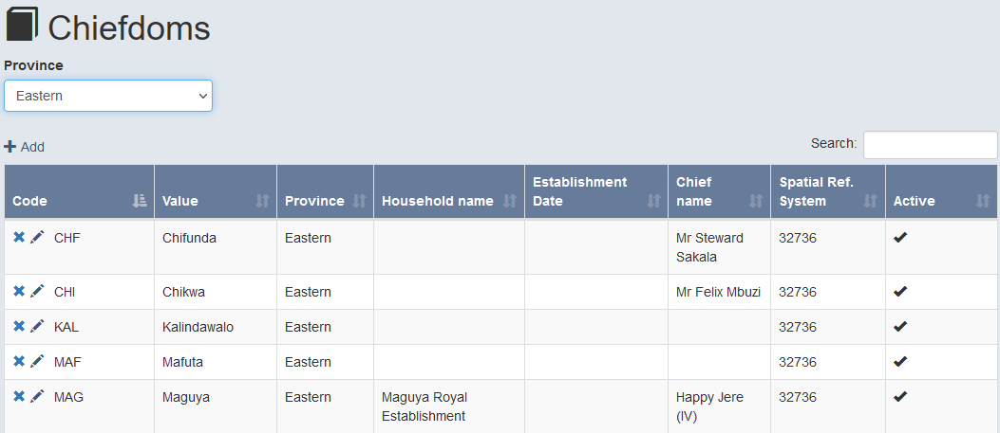 Chiefdoms
Province
Eastern
Add
Search:
Code Value Province Household name Establishment Date Chief name Spatial Ref. System Active
CHF Chifunda Eastern Mr Steward Sakala 32736
CHI Chikwa Eastern Mr Felix Mbuzi 32736
KAL Kalindawalo Eastern 32736
MAF Mafuta Eastern 32736
MAG Maguya Eastern Maguya Royal Establishment Happy Jere (IV) 32736